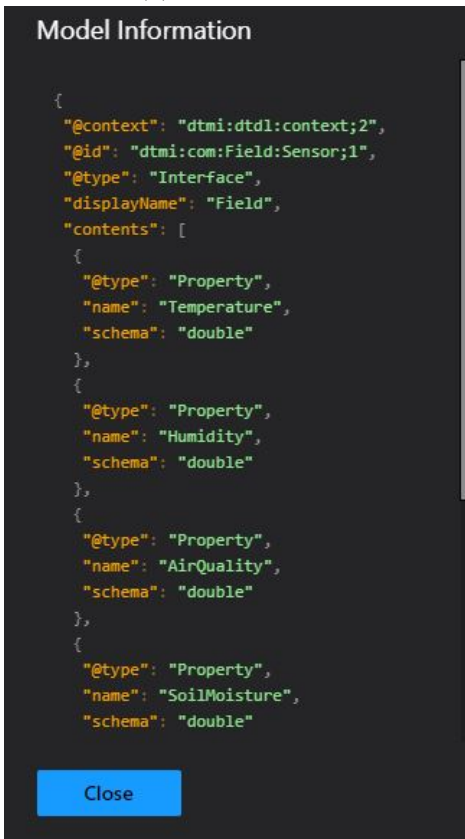 Model Information
{
"@context": "dtmi:dtdl:context;2",
"@id": "dtmi:com:Field:Sensor;1",
"@type": "Interface",
"displayName": "Field",
"contents": [
{
"@type": "Property",
"name": "Temperature",
"schema": "double"
},
{
"@type": "Property",
"name": "Humidity",
"schema": "double"
},
{
"@type": "Property",
"name": "AirQuality",
"schema": "double"
},
{
"@type": "Property",
"name": "SoilMoisture",
"schema": "double"
Close